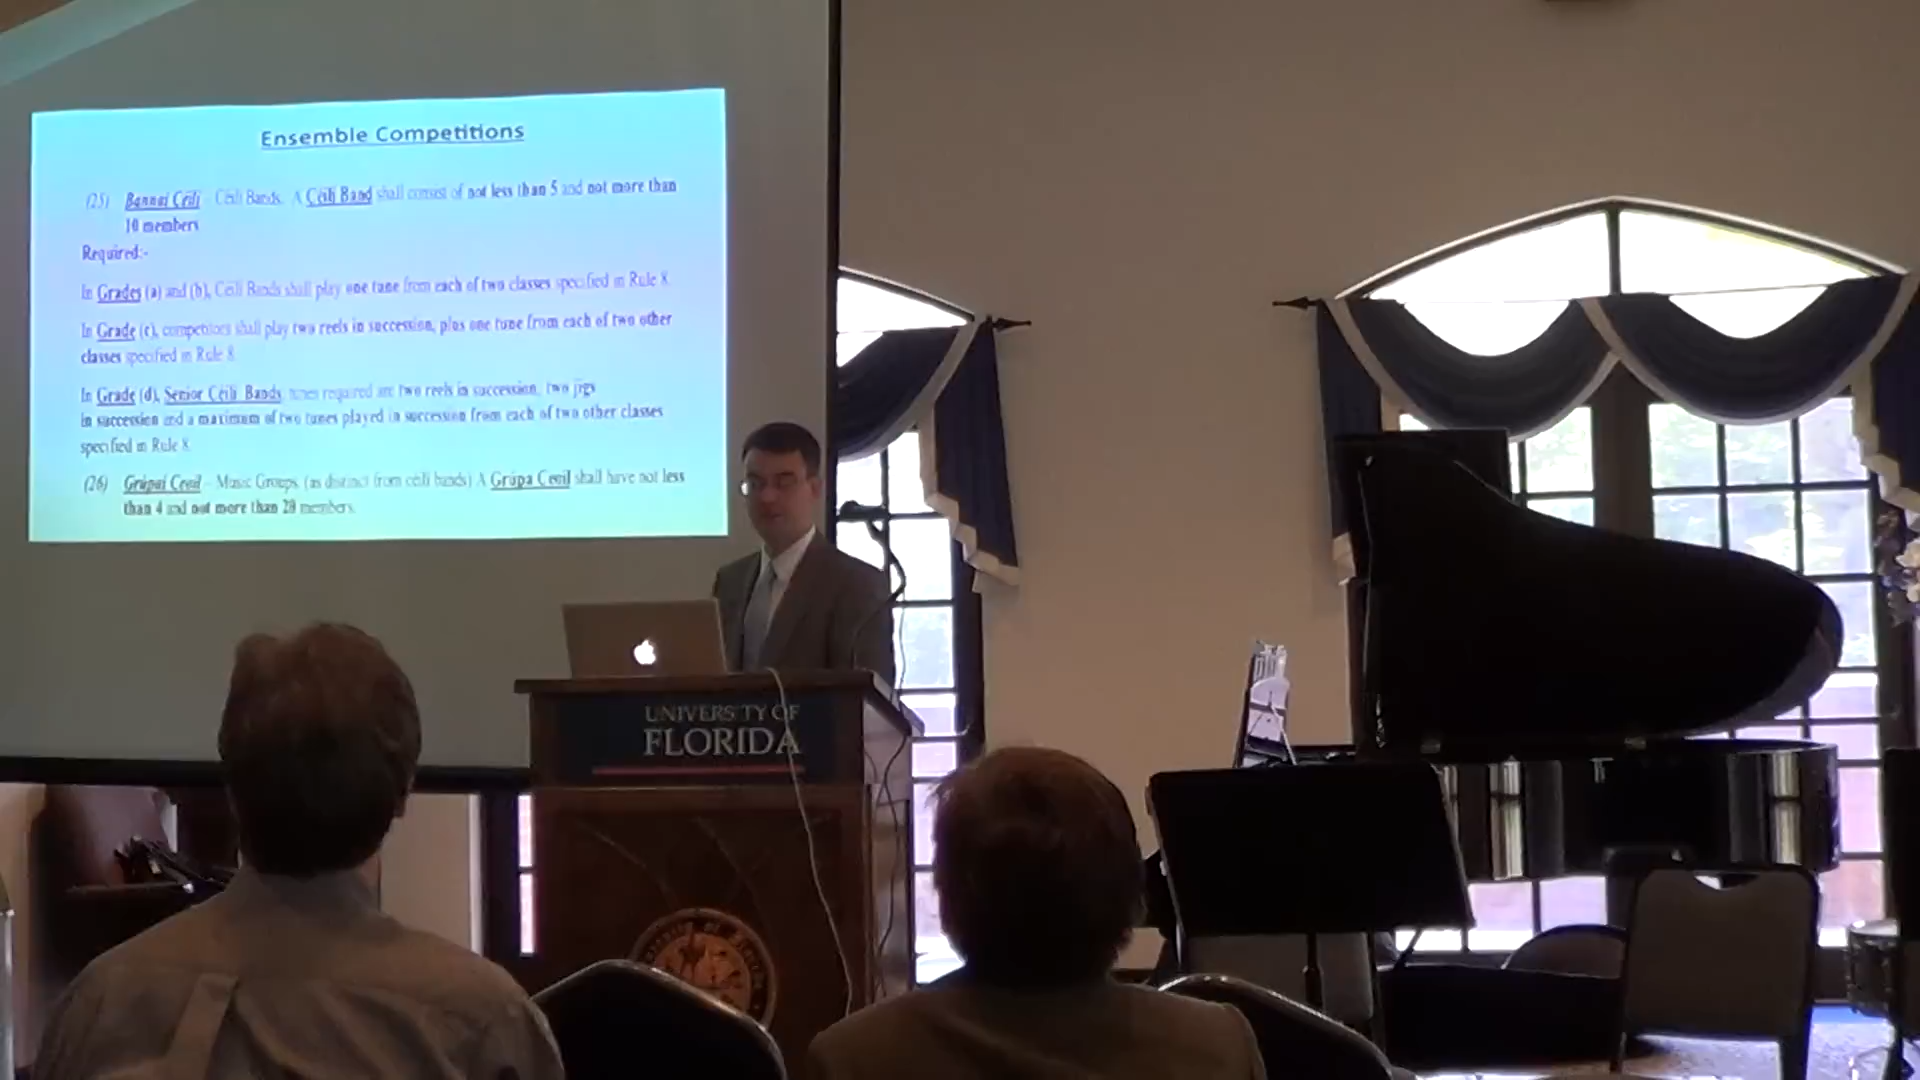 Ensemble Competitions
(25) Bannaí Céilí – Céilí Bands. A Céilí Band shall consist of not less than 5 and not more than
10 members
Required:-
In Grades (a) and (b), Céilí Bands shall play one tune from each of two classes specified in Rule 8.
In Grade (c), competitors shall play two reels in succession, plus one tune from each of two other
classes specified in Rule 8.
In Grade (d), Senior Céilí Bands, tunes required are two reels in succession, two jigs
in succession and a maximum of two tunes played in succession from each of two other classes
specified in Rule 8.
(26) Grúpaí Ceoil – Music Groups, (as distinct from céilí bands) A Grúpa Ceoil shall have not less
than 4 and not more than 20 members.
UNIVERSITY OF
FLORIDA